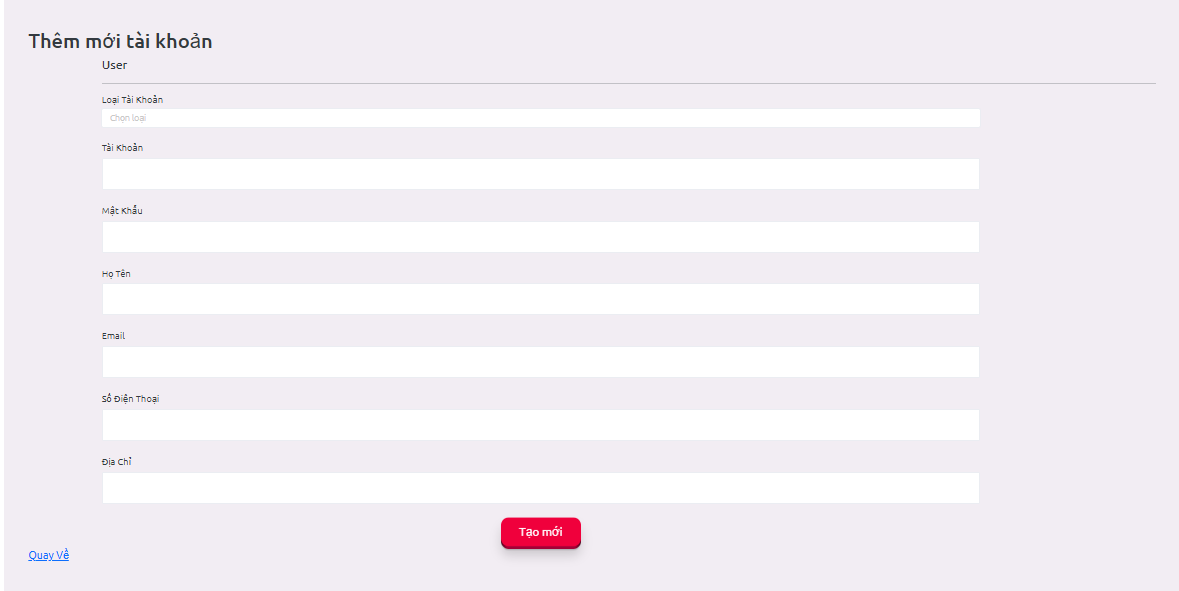 Thêm mới tài khoản
User
Loại Tài Khoản
Chọn loại
Tài Khoản
Mật Khẩu
Họ Tên
Email
Số Điện Thoại
Địa Chỉ
Tạo mới
Quay Về